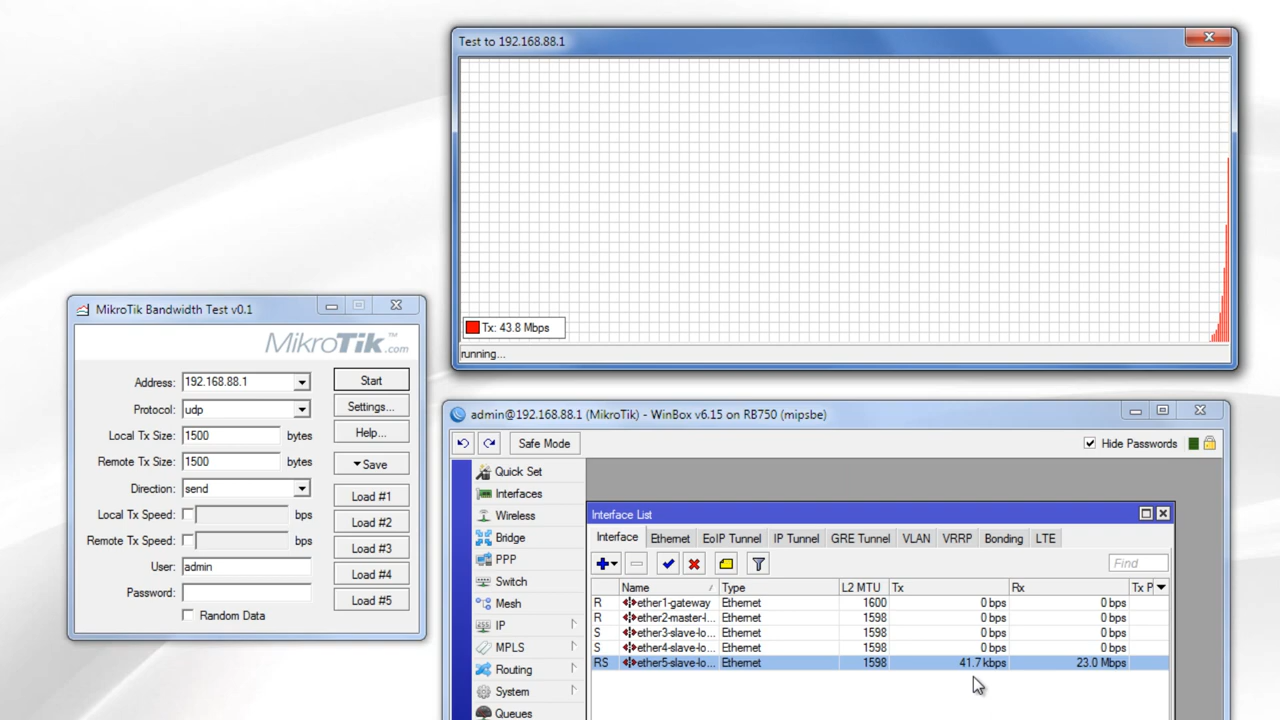 Test to 192.168.88.1
Tx: 43.8 Mbps
running...
MikroTik Bandwidth Test v0.1
MikroTik™.com
Address: 192.168.88.1 Start
Protocol: udp Settings...
Local Tx Size: 1500 bytes Help...
Remote Tx Size: 1500 bytes Save
Direction: send Load #1
Local Tx Speed: bps Load #2
Remote Tx Speed: bps Load #3
User: admin Load #4
Password: Load #5
Random Data
admin@192.168.88.1 (MikroTik) - WinBox v6.15 on RB750 (mipsbe)
Safe Mode Hide Passwords
Quick Set
Interfaces
Wireless
Bridge
PPP
Switch
Mesh
IP
MPLS
Routing
System
Queues
Interface List
Interface Ethernet EoIP Tunnel IP Tunnel GRE Tunnel VLAN VRRP Bonding LTE
Find
Name / Type L2 MTU Tx Rx Tx P
R ether1-gateway Ethernet 1600 0 bps 0 bps
R ether2-master-l... Ethernet 1598 0 bps 0 bps
S ether3-slave-lo... Ethernet 1598 0 bps 0 bps
S ether4-slave-lo... Ethernet 1598 0 bps 0 bps
RS ether5-slave-lo... Ethernet 1598 41.7 kbps 23.0 Mbps